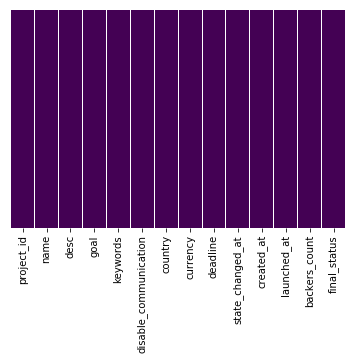 project_id
name
desc
goal
keywords
disable_communication
country
currency
deadline
state_changed_at
created_at
launched_at
backers_count
final_status